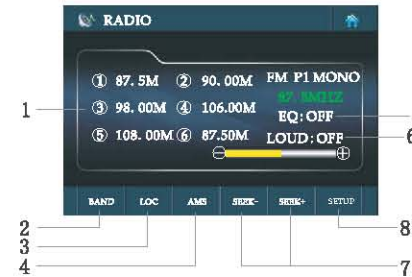 RADIO
① 87.5M ② 90.00M FM P1 MONO
87.5MHZ
③ 98.00M ④ 106.00M EQ:OFF
⑤ 108.00M ⑥ 87.50M LOUD:OFF
⊖ ⊕
BAND LOC AMS SEEK- SEEK+ SETUP
1
6
2
3
4
7
8